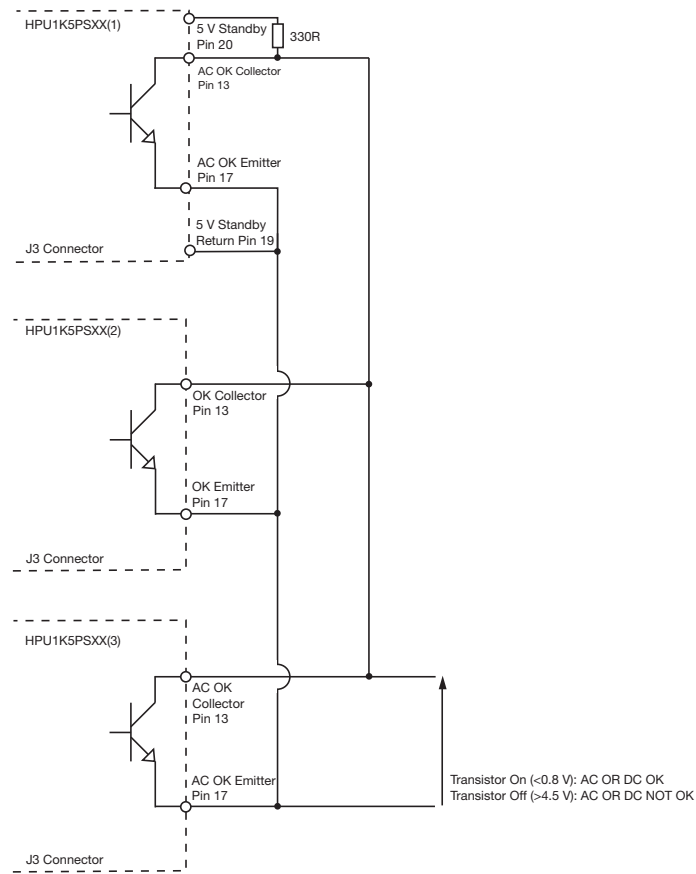 HPU1K5PSXX(1)
5 V Standby
Pin 20
330R
AC OK Collector
Pin 13
AC OK Emitter
Pin 17
5 V Standby
Return Pin 19
J3 Connector
HPU1K5PSXX(2)
OK Collector
Pin 13
OK Emitter
Pin 17
J3 Connector
HPU1K5PSXX(3)
AC OK
Collector
Pin 13
AC OK Emitter
Pin 17
Transistor On (<0.8 V): AC OR DC OK
Transistor Off (>4.5 V): AC OR DC NOT OK
J3 Connector